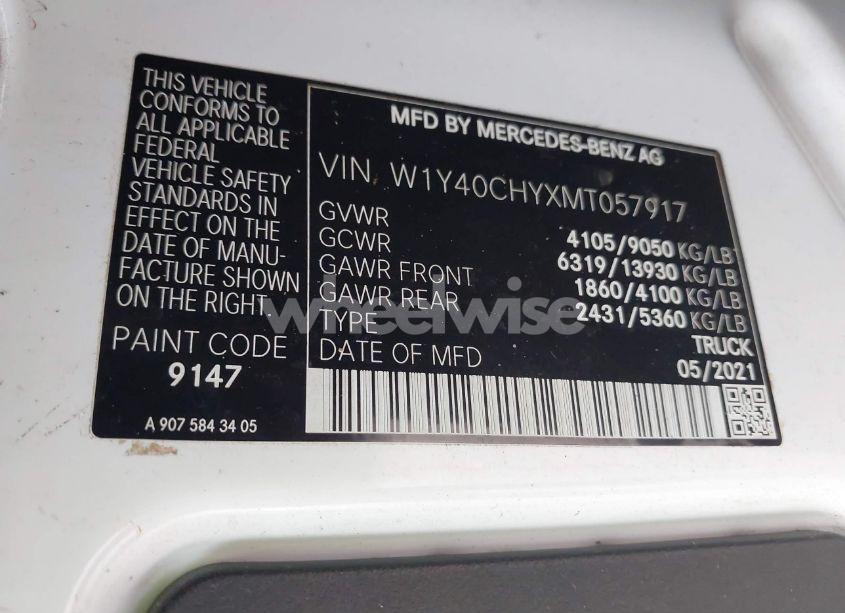 THIS VEHICLE
CONFORMS TO
ALL APPLICABLE
FEDERAL
VEHICLE SAFETY
STANDARDS IN
EFFECT ON THE
DATE OF MANU-
FACTURE SHOWN
ON THE RIGHT.
PAINT CODE
9147
A 907 584 34 05
MFD BY MERCEDES-BENZ AG
VIN W1Y40CHYXMT057917
GVWR 4105/9050 KG/LB
GCWR 6319/13930 KG/LB
GAWR FRONT 1860/4100 KG/LB
GAWR REAR 2431/5360 KG/LB
TYPE TRUCK
DATE OF MFD 05/2021
wheelwise